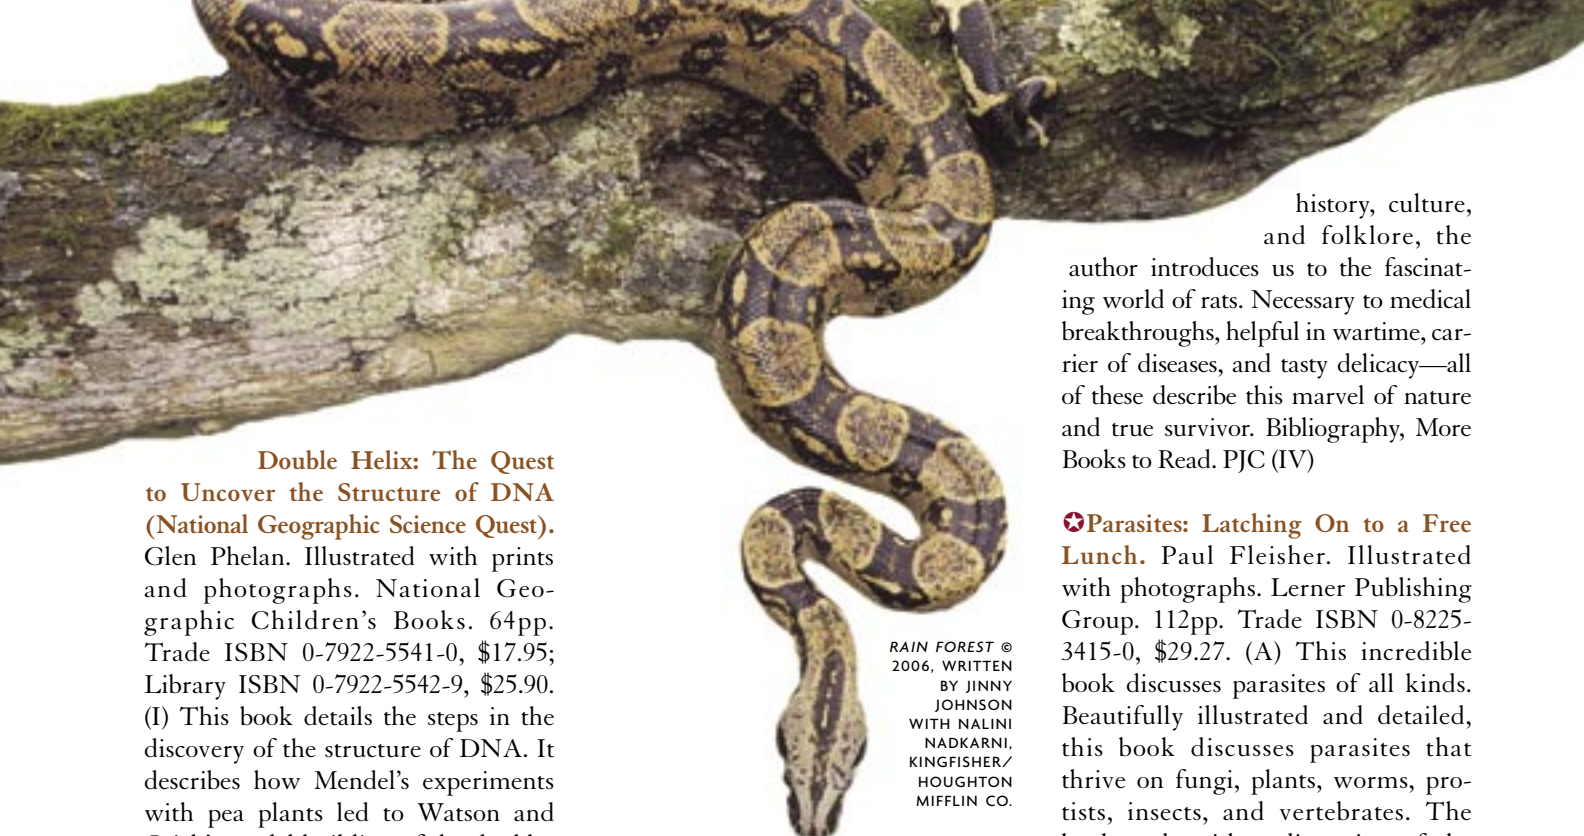 Double Helix: The Quest
to Uncover the Structure of DNA
(National Geographic Science Quest).
Glen Phelan. Illustrated with prints
and photographs. National Geo-
graphic Children's Books. 64pp.
Trade ISBN 0-7922-5541-0, $17.95;
Library ISBN 0-7922-5542-9, $25.90.
(I) This book details the steps in the
discovery of the structure of DNA. It
describes how Mendel's experiments
with pea plants led to Watson and
RAIN FOREST ©
2006, WRITTEN
BY JINNY
JOHNSON
WITH NALINI
NADKARNI,
KINGFISHER/
HOUGHTON
MIFFLIN CO.
history, culture,
and folklore, the
author introduces us to the fascinat-
ing world of rats. Necessary to medical
breakthroughs, helpful in wartime, car-
rier of diseases, and tasty delicacy—all
of these describe this marvel of nature
and true survivor. Bibliography, More
Books to Read. PJC (IV)
✪Parasites: Latching On to a Free
Lunch. Paul Fleisher. Illustrated
with photographs. Lerner Publishing
Group. 112pp. Trade ISBN 0-8225-
3415-0, $29.27. (A) This incredible
book discusses parasites of all kinds.
Beautifully illustrated and detailed,
this book discusses parasites that
thrive on fungi, plants, worms, pro-
tists, insects, and vertebrates. The